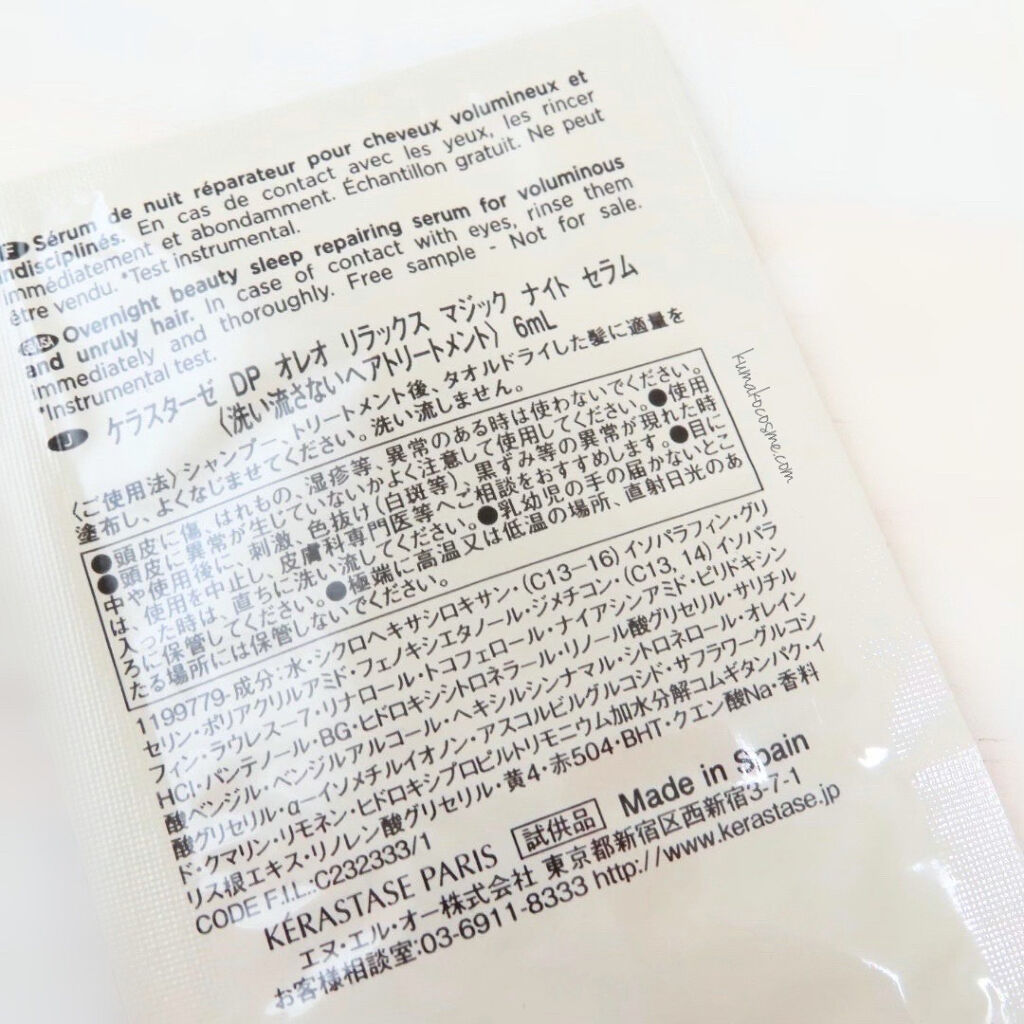 F Sérum de nuit réparateur pour cheveux volumineux et
indisciplinés. En cas de contact avec les yeux, les rincer
immédiatement et abondamment. Échantillon gratuit. Ne peut
être vendu. *Test instrumental.
Overnight beauty sleep repairing serum for voluminous
and unruly hair. In case of contact with eyes, rinse them
immediately and thoroughly. Free sample - Not for sale.
*Instrumental test.
J ケラスターゼ DP オレオ リラックス マジック ナイト セラム
〈洗い流さないヘアトリートメント〉 6mL
〈ご使用法〉シャンプー、トリートメント後、タオルドライした髪に適量を
塗布し、よくなじませてください。洗い流しません。
●頭皮に傷、はれもの、湿疹等、異常のある時は使わないでください。●使用
●頭皮に異常が生じていないかよく注意して使用してください。
中や使用後に、刺激、色抜け(白斑等)、黒ずみ等の異常が現れた時
は、使用を中止し、皮膚科専門医等へご相談をおすすめします。●目に
入った時は、直ちに洗い流してください。●乳幼児の手の届かないとこ
ろに保管してください。●極端に高温又は低温の場所、直射日光のあ
たる場所には保管しないでください。
1199779-成分:水・シクロヘキサシロキサン・(C13-16)イソパラフィン・グリ
セリン・ポリアクリルアミド・フェノキシエタノール・ジメチコン・(C13, 14)イソパラ
フィン・ラウレス-7・リナロール・トコフェロール・ナイアシンアミド・ピリドキシン
HCl・パンテノール・BG・ヒドロキシシトロネラール・リノール酸グリセリル・サリチル
酸ベンジル・ベンジルアルコール・ヘキシルシンナマル・シトロネロール・オレイン
酸グリセリル・α-イソメチルイオノン・アスコルビルグルコシド・サフラワーグルコシ
ド・クマリン・リモネン・ヒドロキシプロピルトリモニウム加水分解コムギタンパク・イ
リス根エキス・リノレン酸グリセリル・黄4・赤504・BHT・クエン酸Na・香料
CODE F.I.L.:C232333/1
試供品 Made in Spain
KÉRASTASE PARIS
エヌ・エル・オー株式会社 東京都新宿区西新宿3-7-1
お客様相談室:03-6911-8333 http://www.kerastase.jp
kumatocosme.com